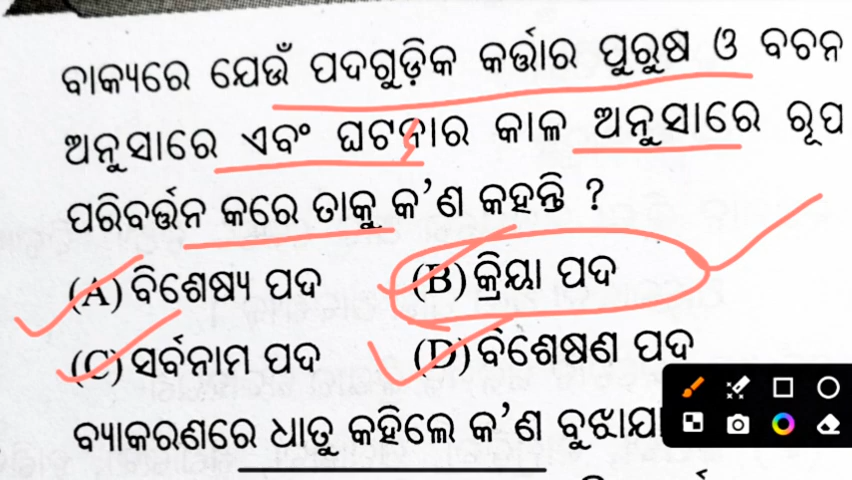 ବାକ୍ୟରେ ଯେଉଁ ପଦଗୁଡ଼ିକ କର୍ତ୍ତାର ପୁରୁଷ ଓ ବଚନ
ଅନୁସାରେ ଏବଂ ଘଟନାର କାଳ ଅନୁସାରେ ରୂପ
ପରିବର୍ତ୍ତନ କରେ ତାକୁ କ'ଣ କହନ୍ତି ?
(A) ବିଶେଷ୍ୟ ପଦ (B) କ୍ରିୟା ପଦ
(C) ସର୍ବନାମ ପଦ (D) ବିଶେଷଣ ପଦ
ବ୍ୟାକରଣରେ ଧାତୁ କହିଲେ କ'ଣ